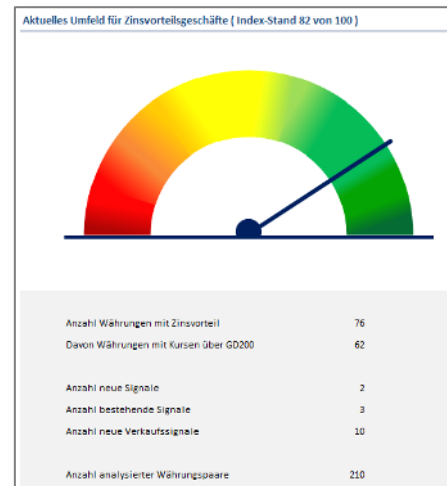 Aktuelles Umfeld für Zinsvorteilsgeschäfte ( Index-Stand 82 von 100 )
Anzahl Währungen mit Zinsvorteil 76
Davon Währungen mit Kursen über GD200 62
Anzahl neue Signale 2
Anzahl bestehende Signale 3
Anzahl neue Verkaufssignale 10
Anzahl analysierter Währungspaare 210